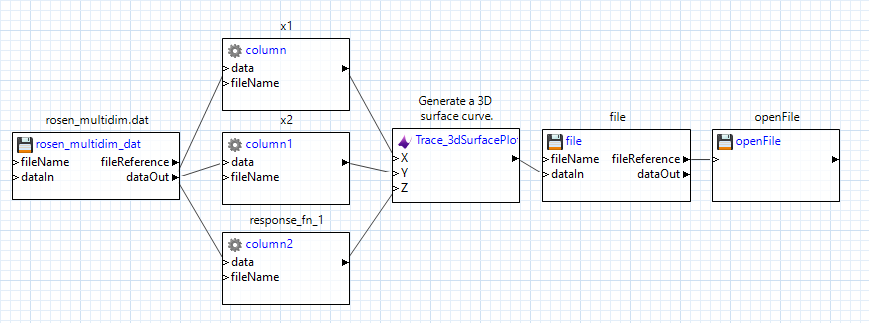 rosen_multidim.dat
rosen_multidim_dat
fileName fileReference
dataIn dataOut
x1
column
data
fileName
x2
column1
data
fileName
response_fn_1
column2
data
fileName
Generate a 3D
surface curve.
Trace_3dSurfacePlot
X
Y
Z
file
file
fileName fileReference
dataIn dataOut
openFile
openFile